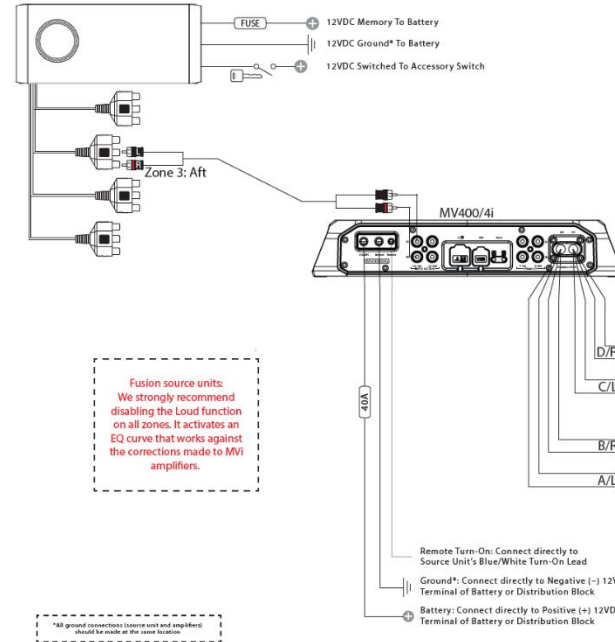 FUSE
12VDC Memory To Battery
12VDC Ground* To Battery
12VDC Switched To Accessory Switch
Zone 3: Aft
MV400/4i
D/R
C/L
B/R
A/L
40A
Fusion source units:
We strongly recommend
disabling the Loud function
on all zones. It activates an
EQ curve that works against
the corrections made to MVi
amplifiers.
Remote Turn-On: Connect directly to
Source Unit's Blue/White Turn-On Lead
Ground*: Connect directly to Negative (−) 12V
Terminal of Battery or Distribution Block
Battery: Connect directly to Positive (+) 12VD
Terminal of Battery or Distribution Block
*All ground connections (source unit and amplifiers)
should be made at the same location